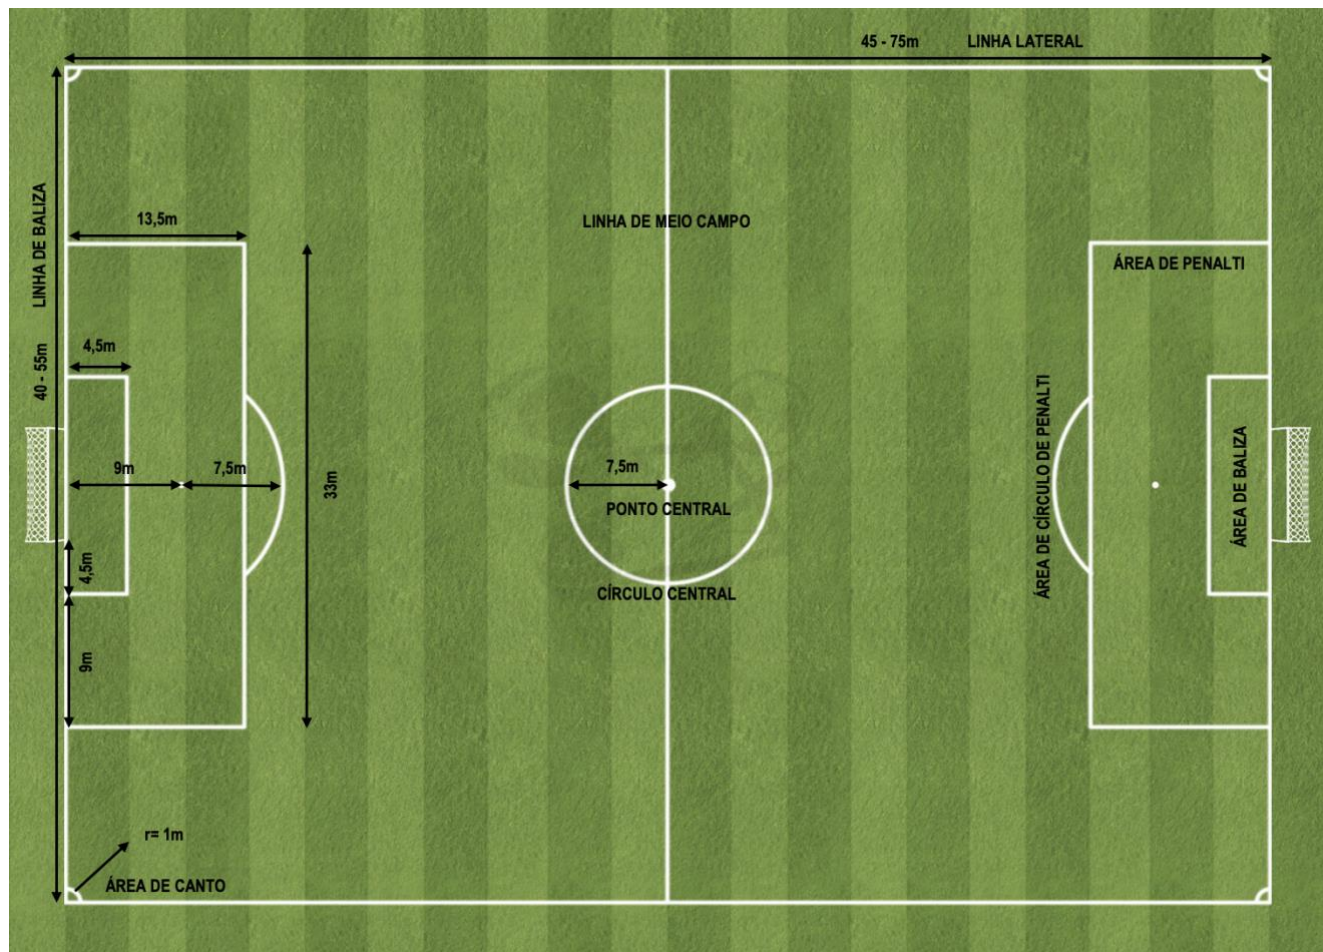 45 - 75m LINHA LATERAL
LINHA DE BALIZA
40 - 55m
13,5m
LINHA DE MEIO CAMPO
ÁREA DE PENALTI
4,5m
9m
7,5m
33m
7,5m
PONTO CENTRAL
CÍRCULO CENTRAL
ÁREA DE CÍRCULO DE PENALTI
ÁREA DE BALIZA
4,5m
9m
r= 1m
ÁREA DE CANTO